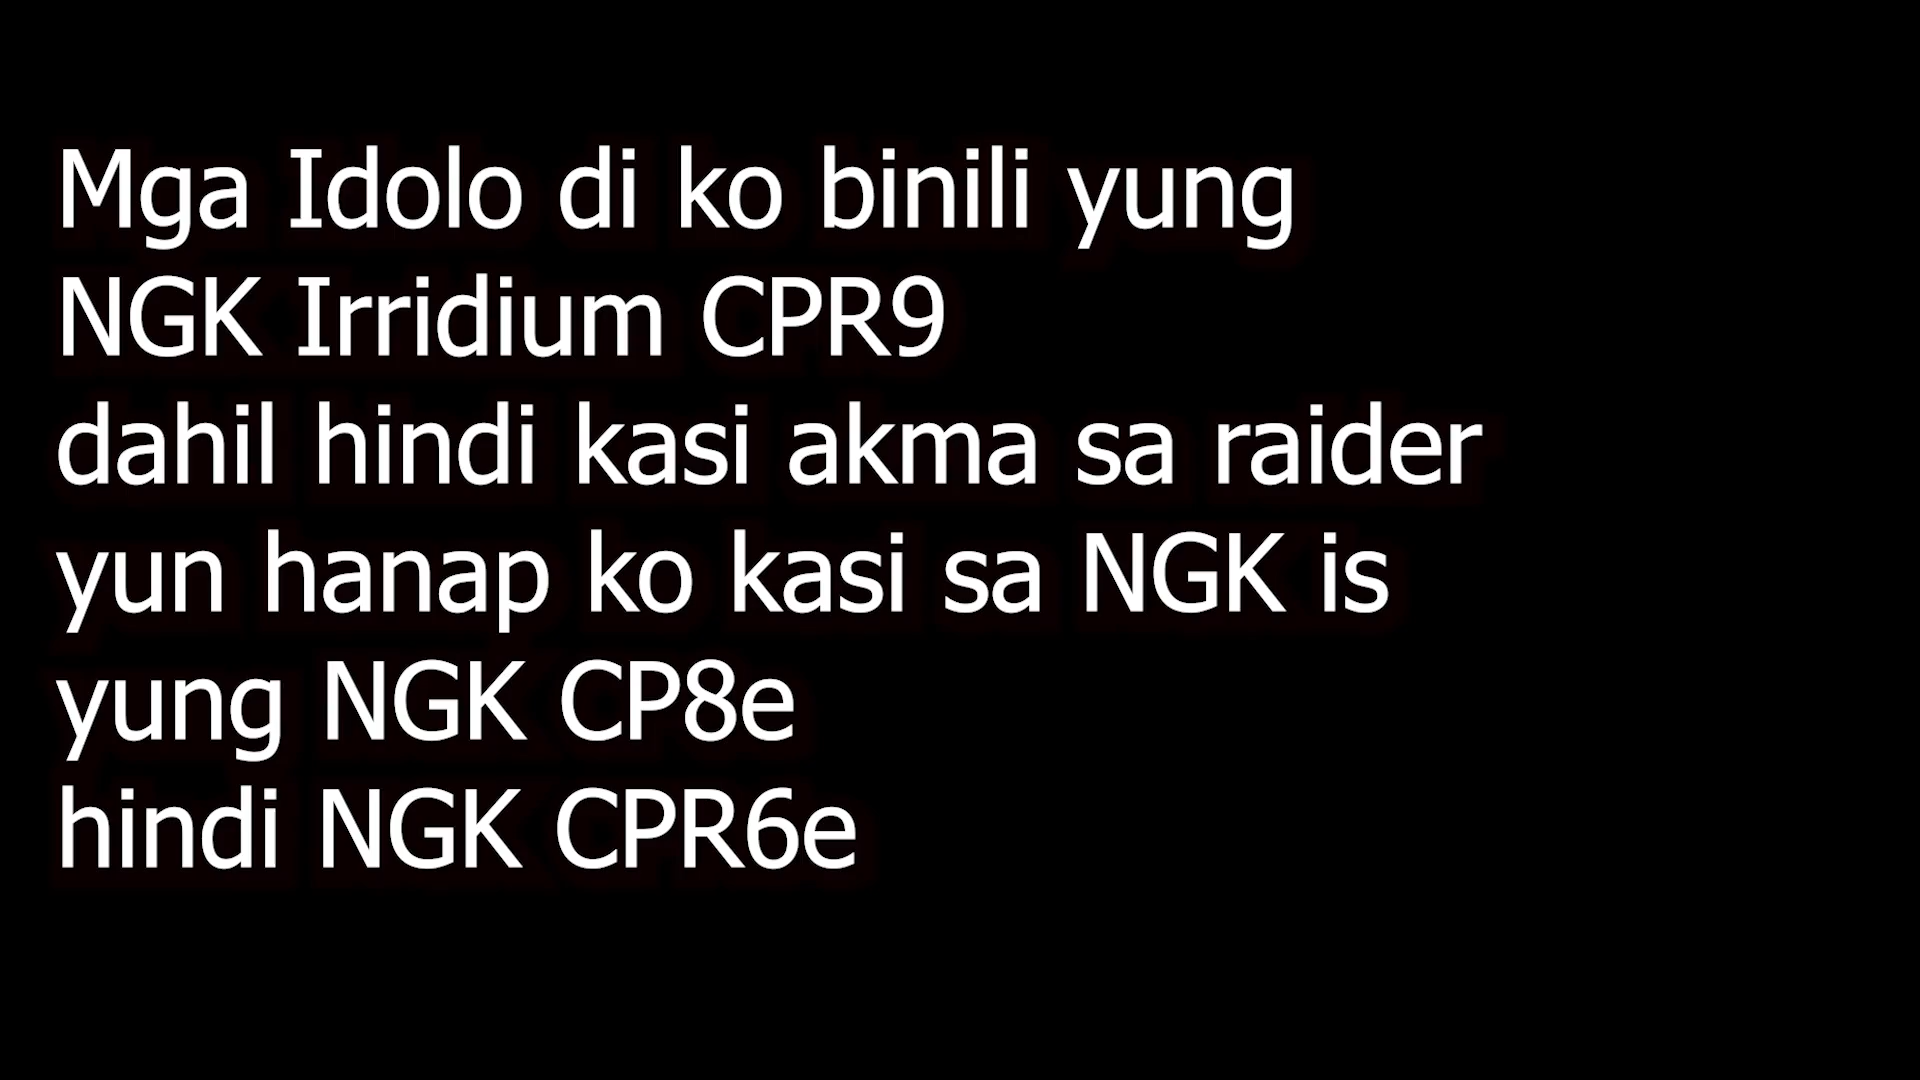 Mga Idolo di ko binili yung
NGK Irridium CPR9
dahil hindi kasi akma sa raider
yun hanap ko kasi sa NGK is
yung NGK CP8e
hindi NGK CPR6e